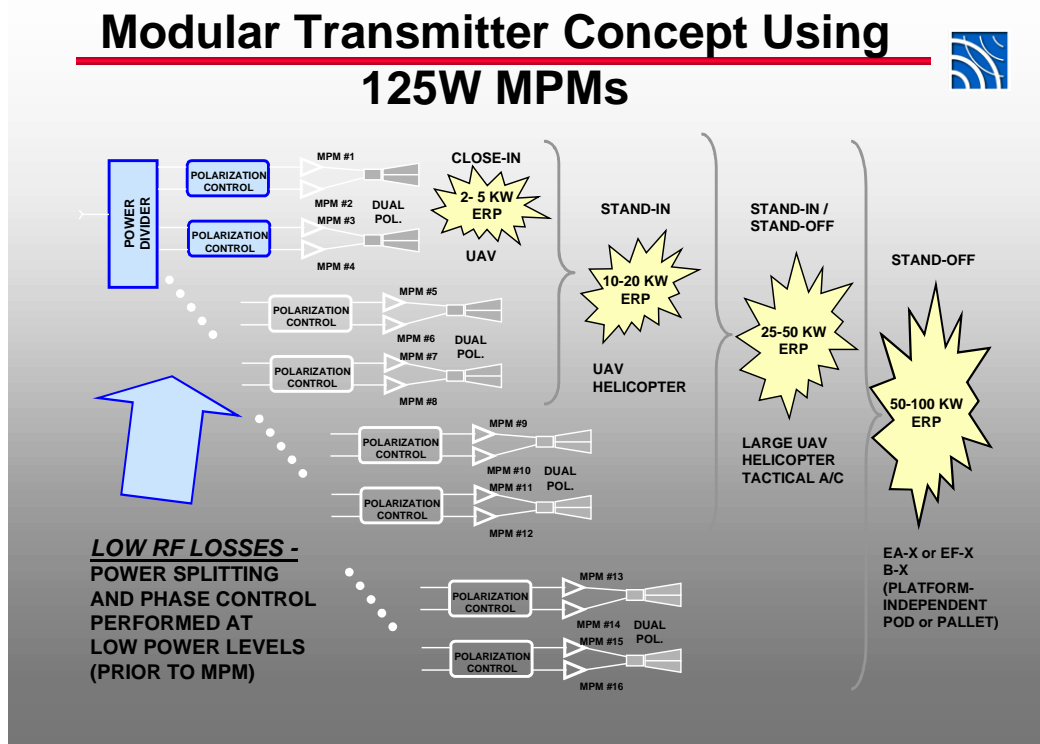 Modular Transmitter Concept Using
125W MPMs
POWER
DIVIDER
POLARIZATION
CONTROL
MPM #1
MPM #2
DUAL
POL.
POLARIZATION
CONTROL
MPM #3
MPM #4
CLOSE-IN
2- 5 KW
ERP
UAV
POLARIZATION
CONTROL
MPM #5
MPM #6
DUAL
POL.
POLARIZATION
CONTROL
MPM #7
MPM #8
STAND-IN
10-20 KW
ERP
UAV
HELICOPTER
POLARIZATION
CONTROL
MPM #9
MPM #10
DUAL
POL.
POLARIZATION
CONTROL
MPM #11
MPM #12
STAND-IN /
STAND-OFF
25-50 KW
ERP
LARGE UAV
HELICOPTER
TACTICAL A/C
POLARIZATION
CONTROL
MPM #13
MPM #14
DUAL
POL.
POLARIZATION
CONTROL
MPM #15
MPM #16
STAND-OFF
50-100 KW
ERP
EA-X or EF-X
B-X
(PLATFORM-
INDEPENDENT
POD or PALLET)
LOW RF LOSSES -
POWER SPLITTING
AND PHASE CONTROL
PERFORMED AT
LOW POWER LEVELS
(PRIOR TO MPM)